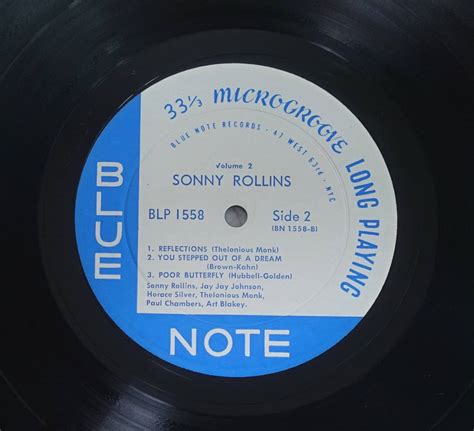 33⅓ MICROGROOVE LONG PLAYING
BLUE NOTE RECORDS · 47 WEST 63rd · NYC
Volume 2
SONNY ROLLINS
BLP 1558
Side 2
(BN 1558-B)
1. REFLECTIONS (Thelonious Monk)
2. YOU STEPPED OUT OF A DREAM
(Brown-Kahn)
3. POOR BUTTERFLY (Hubbell-Golden)
Sonny Rollins, Jay Jay Johnson,
Horace Silver, Thelonious Monk,
Paul Chambers, Art Blakey.
BLUE
NOTE